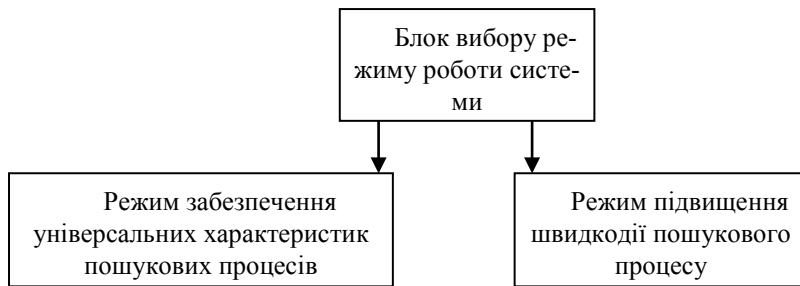 Блок вибору ре-
жиму роботи систе-
ми
Режим забезпечення
універсальних характеристик
пошукових процесів
Режим підвищення
швидкодії пошукового
процесу